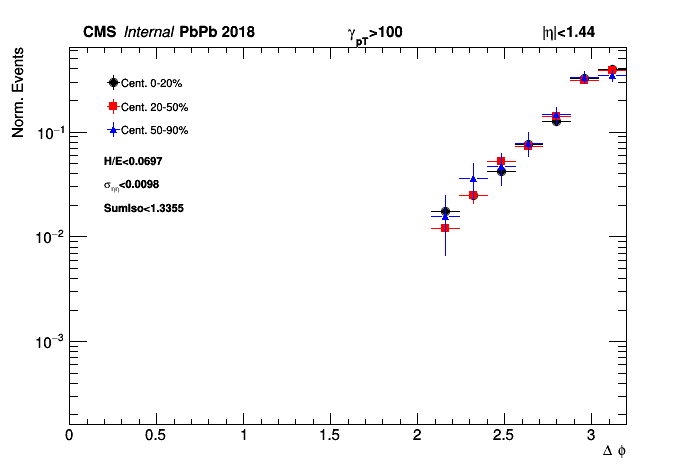 CMS Internal PbPb 2018 γpT>100 |η|<1.44
Norm. Events
Cent. 0-20%
Cent. 20-50%
Cent. 50-90%
H/E<0.0697
σηη<0.0098
SumIso<1.3355
10−1
10−2
10−3
0 0.5 1 1.5 2 2.5 3
Δ φ